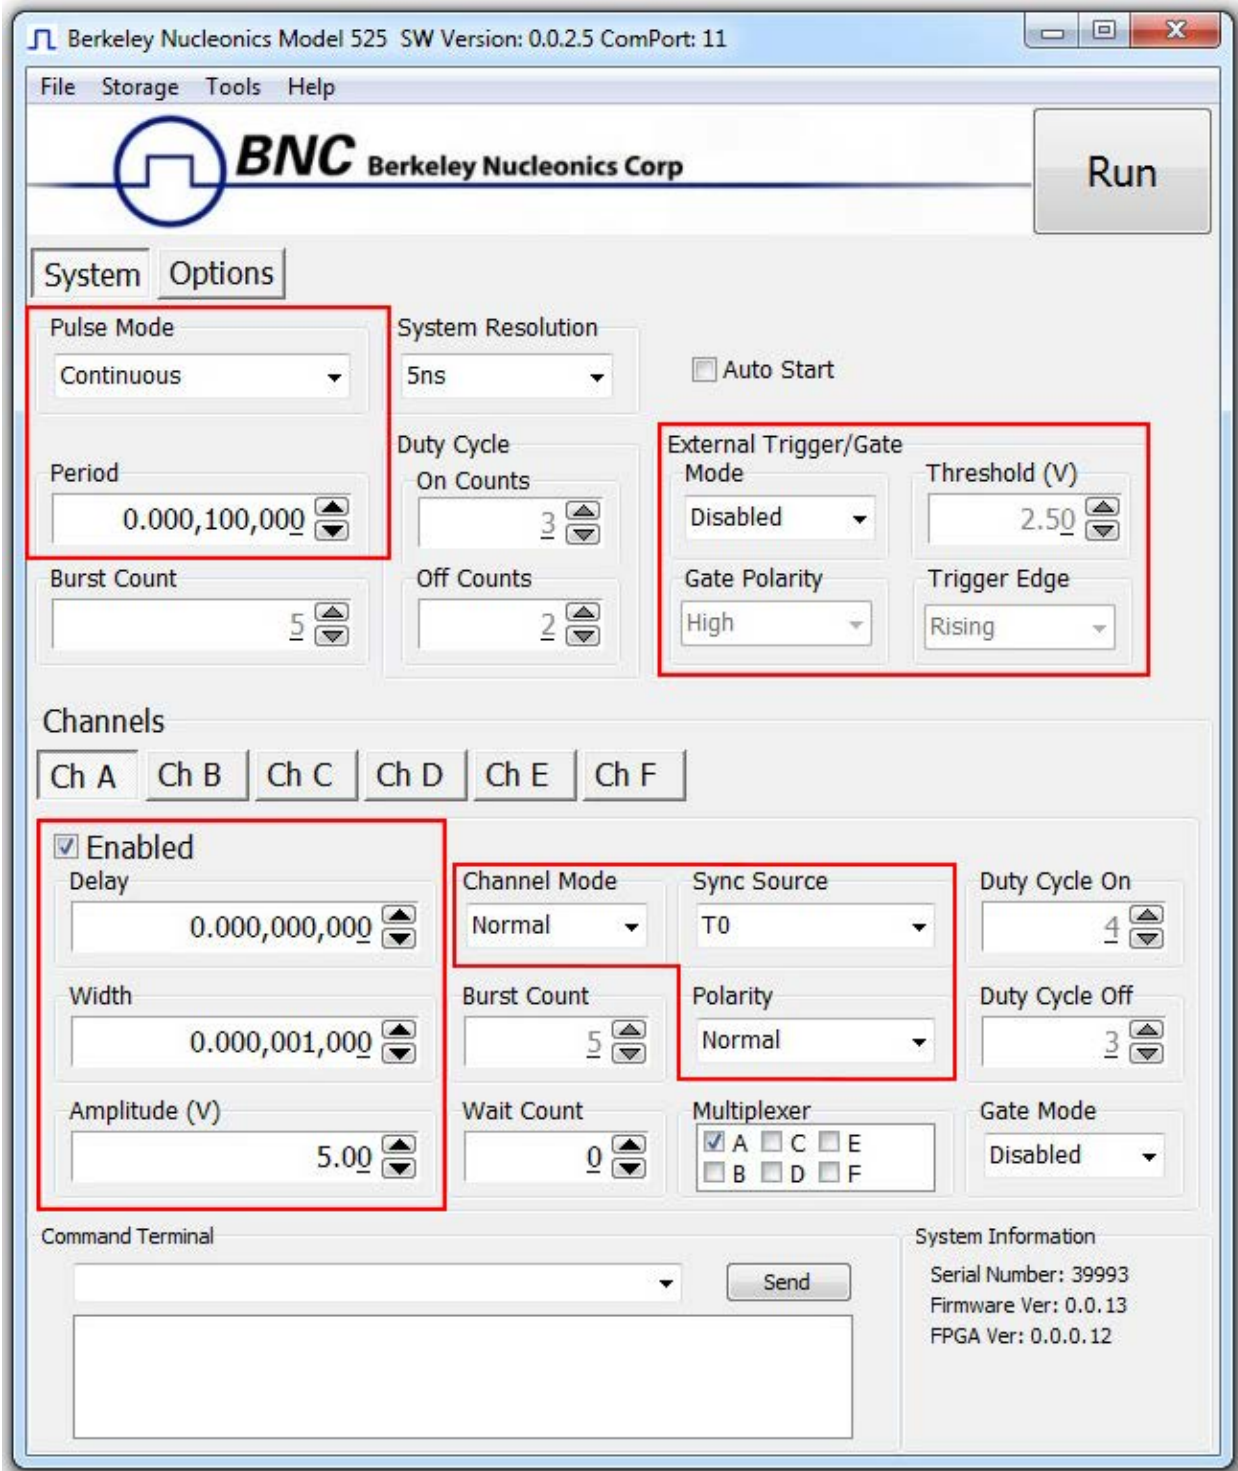 Berkeley Nucleonics Model 525  SW Version: 0.0.2.5 ComPort: 11
File Storage Tools Help
BNC Berkeley Nucleonics Corp
Run
System Options
Pulse Mode System Resolution
Continuous 5ns Auto Start
Duty Cycle External Trigger/Gate
Period On Counts Mode Threshold (V)
0.000,100,000 3 Disabled 2.50
Burst Count Off Counts Gate Polarity Trigger Edge
5 2 High Rising
Channels
Ch A Ch B Ch C Ch D Ch E Ch F
Enabled
Delay Channel Mode Sync Source Duty Cycle On
0.000,000,000 Normal T0 4
Width Burst Count Polarity Duty Cycle Off
0.000,001,000 5 Normal 3
Amplitude (V) Wait Count Multiplexer Gate Mode
5.00 0 A C E Disabled
B D F
Command Terminal System Information
Send Serial Number: 39993
Firmware Ver: 0.0.13
FPGA Ver: 0.0.0.12